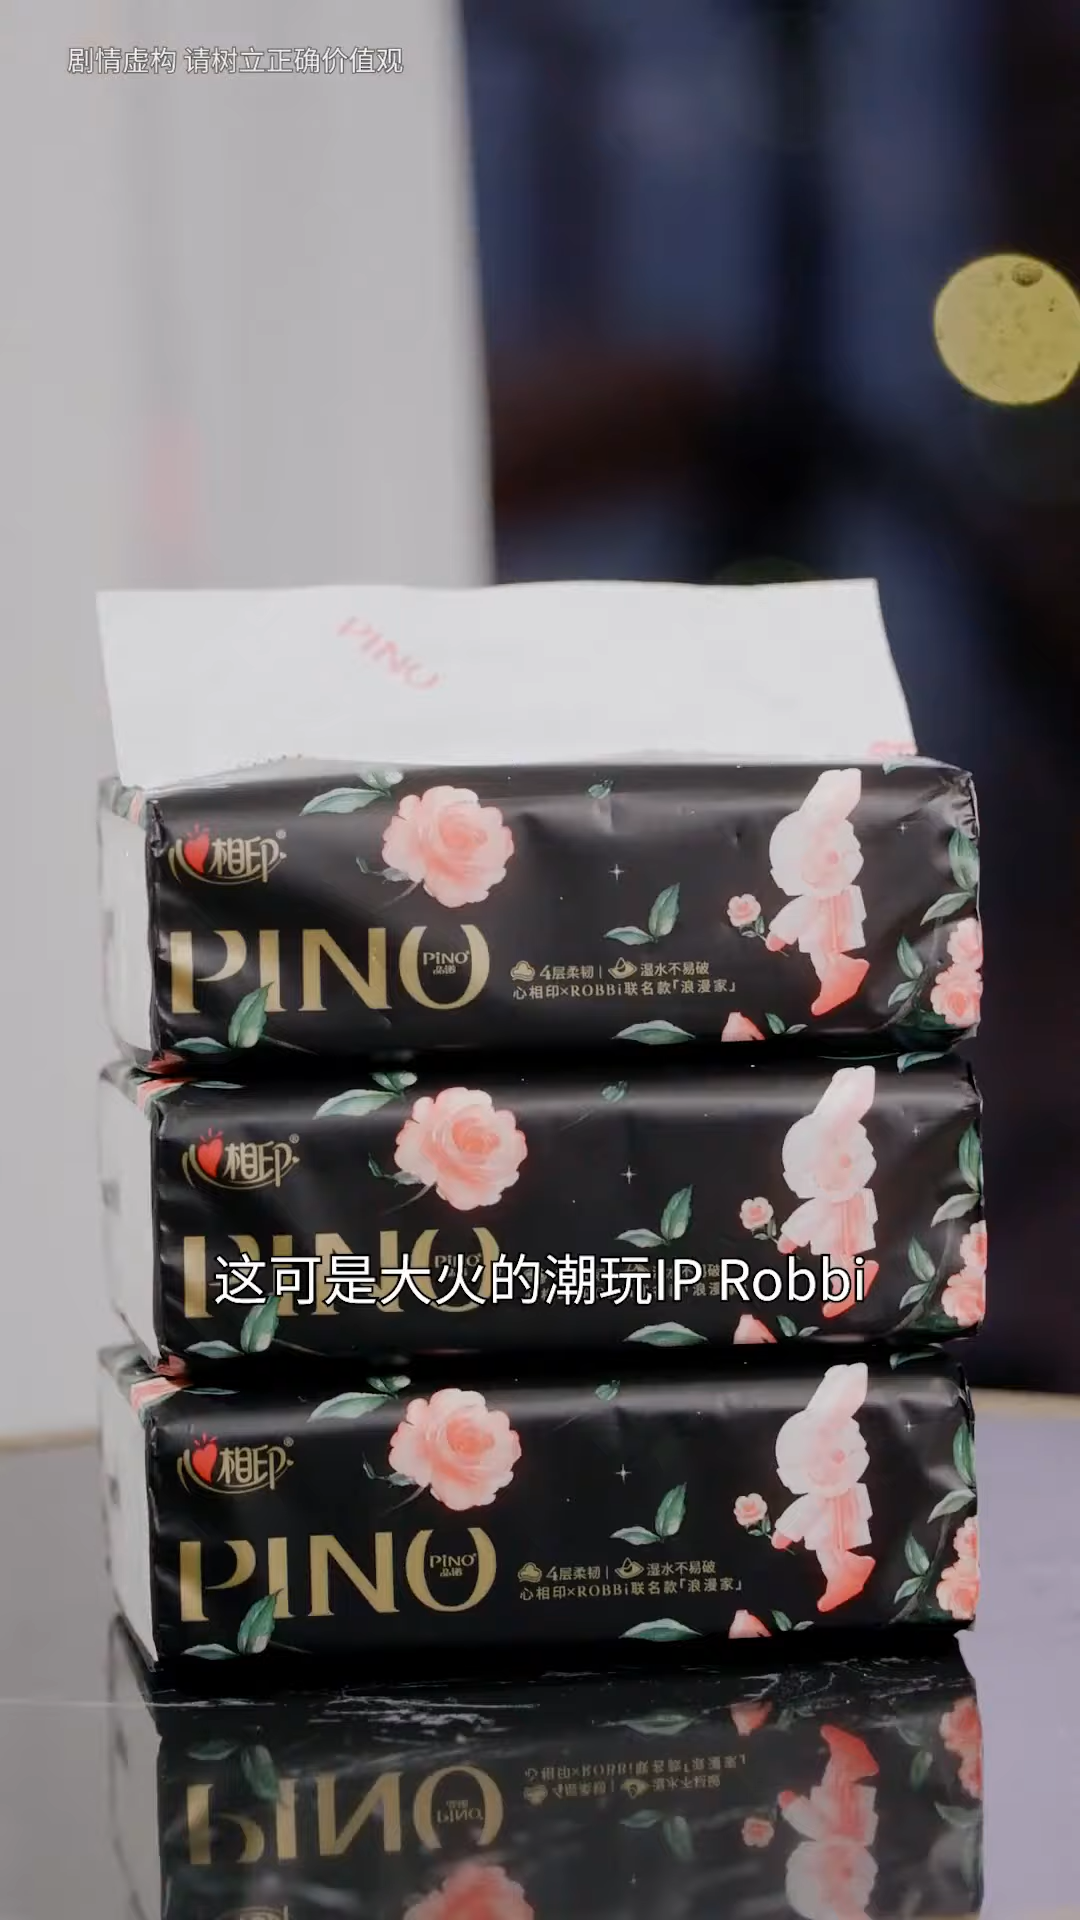 剧情虚构 请树立正确价值观
PINO
心相印®
PINO
PINO®
品诺
4层柔韧 | 湿水不易破
心相印×ROBBi联名款「浪漫家」
心相印®
PINO
这可是大火的潮玩IP Robbi
心相印®
PINO
PINO®
品诺
4层柔韧 | 湿水不易破
心相印×ROBBi联名款「浪漫家」